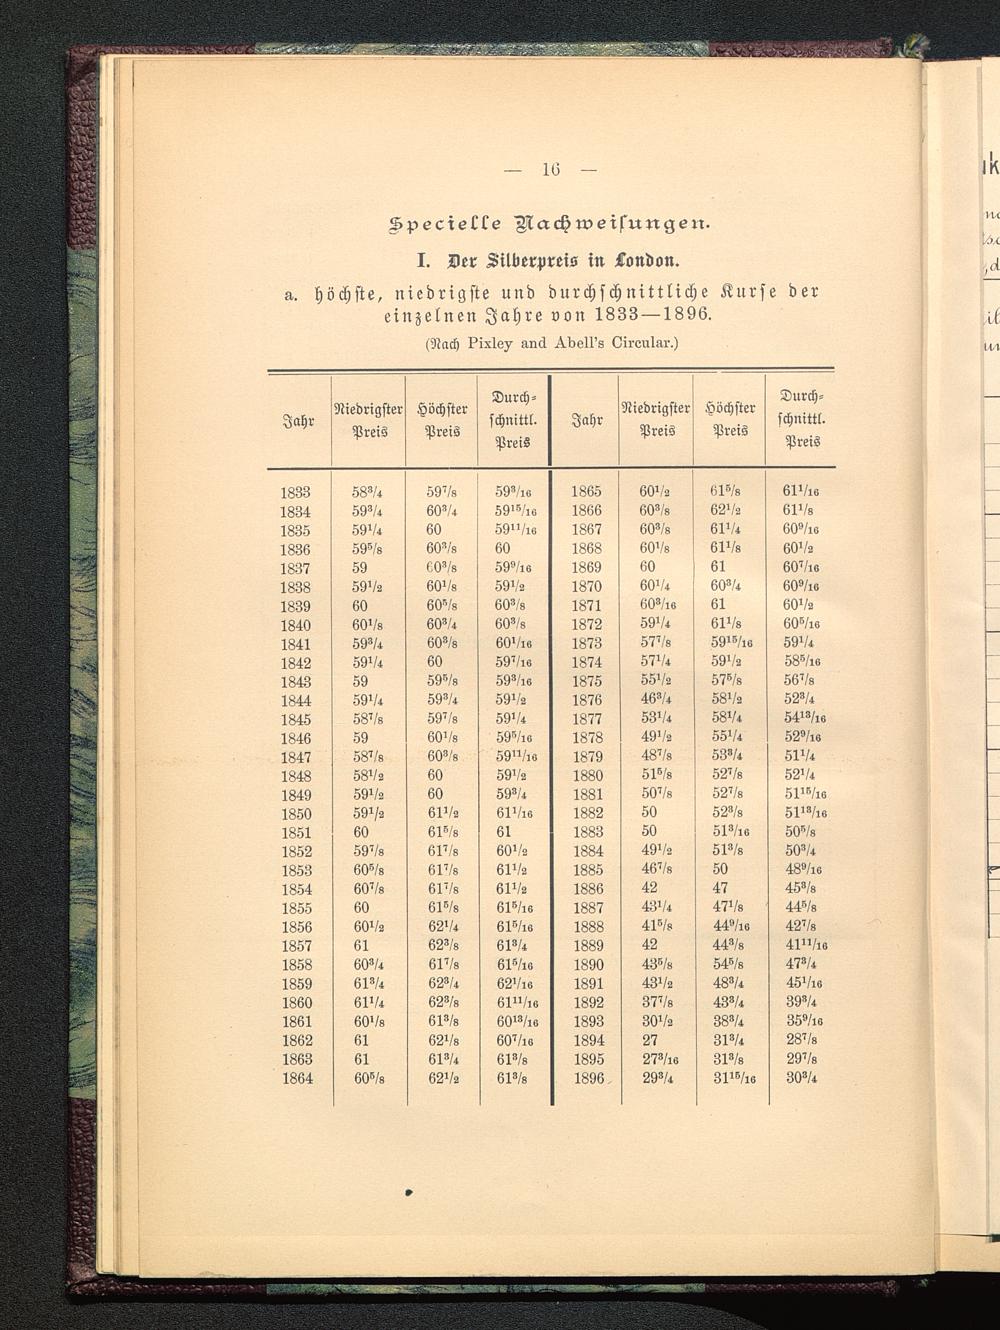 — 16 —
Specielle Nachweisungen.
I. Der Silberpreis in London.
a. höchste, niedrigste und durchschnittliche Kurse der
einzelnen Jahre von 1833—1896.
(Nach Pixley and Abell's Circular.)
Jahr Niedrigster Preis Höchster Preis Durch-schnittl. Preis Jahr Niedrigster Preis Höchster Preis Durch-schnittl. Preis
1833 58 3/4 59 7/8 59 3/16 1865 60 1/2 61 5/8 61 1/16
1834 59 3/4 60 3/4 59 15/16 1866 60 3/8 62 1/2 61 1/8
1835 59 1/4 60 59 11/16 1867 60 3/8 61 1/4 60 9/16
1836 59 5/8 60 3/8 60 1868 60 1/8 61 1/8 60 1/2
1837 59 60 3/8 59 9/16 1869 60 61 60 7/16
1838 59 1/2 60 1/8 59 1/2 1870 60 1/4 60 3/4 60 9/16
1839 60 60 5/8 60 3/8 1871 60 3/16 61 60 1/2
1840 60 1/8 60 3/4 60 3/8 1872 59 1/4 61 1/8 60 5/16
1841 59 3/4 60 3/8 60 1/16 1873 57 7/8 59 15/16 59 1/4
1842 59 1/4 60 59 7/16 1874 57 1/4 59 1/2 58 5/16
1843 59 59 5/8 59 3/16 1875 55 1/2 57 5/8 56 7/8
1844 59 1/4 59 3/4 59 1/2 1876 46 3/4 58 1/2 52 3/4
1845 58 7/8 59 7/8 59 1/4 1877 53 1/4 58 1/4 54 13/16
1846 59 60 1/8 59 5/16 1878 49 1/2 55 1/4 52 9/16
1847 58 7/8 60 3/8 59 11/16 1879 48 7/8 53 3/4 51 1/4
1848 58 1/2 60 59 1/2 1880 51 5/8 52 7/8 52 1/4
1849 59 1/2 60 59 3/4 1881 50 7/8 52 7/8 51 15/16
1850 59 1/2 61 1/2 61 1/16 1882 50 52 3/8 51 13/16
1851 60 61 5/8 61 1883 50 51 3/16 50 5/8
1852 59 7/8 61 7/8 60 1/2 1884 49 1/2 51 3/8 50 3/4
1853 60 5/8 61 7/8 61 1/2 1885 46 7/8 50 48 9/16
1854 60 7/8 61 7/8 61 1/2 1886 42 47 45 3/8
1855 60 61 5/8 61 5/16 1887 43 1/4 47 1/8 44 5/8
1856 60 1/2 62 1/4 61 5/16 1888 41 5/8 44 9/16 42 7/8
1857 61 62 3/8 61 3/4 1889 42 44 3/8 41 11/16
1858 60 3/4 61 7/8 61 5/16 1890 43 5/8 54 5/8 47 3/4
1859 61 3/4 62 3/4 62 1/16 1891 43 1/2 48 3/4 45 1/16
1860 61 1/4 62 3/8 61 11/16 1892 37 7/8 43 3/4 39 3/4
1861 60 1/8 61 3/8 60 13/16 1893 30 1/2 38 3/4 35 9/16
1862 61 62 1/8 60 7/16 1894 27 31 3/4 28 7/8
1863 61 61 3/4 61 3/8 1895 27 3/16 31 3/8 29 7/8
1864 60 5/8 62 1/2 61 3/8 1896 29 3/4 31 15/16 30 3/4